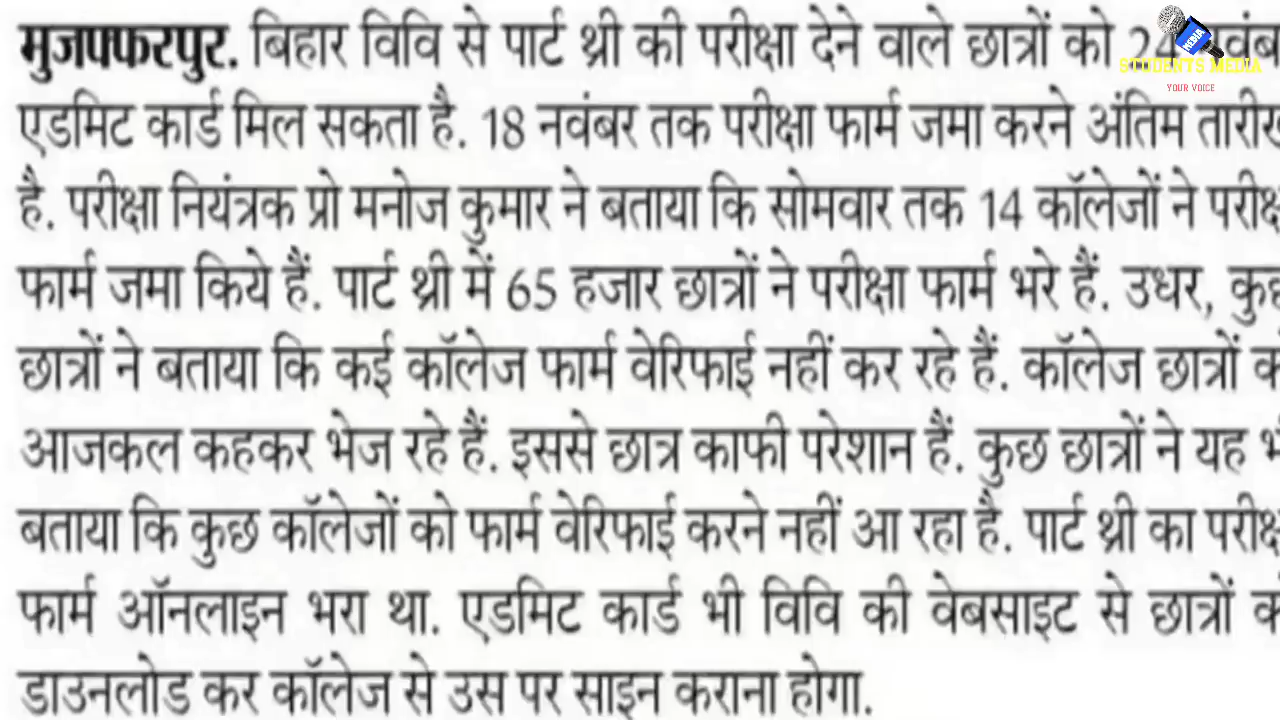 मुजफ्फरपुर. बिहार विवि से पार्ट थ्री की परीक्षा देने वाले छात्रों को 24
एडमिट कार्ड मिल सकता है. 18 नवंबर तक परीक्षा फार्म जमा करने अंतिम तारीख
है. परीक्षा नियंत्रक प्रो मनोज कुमार ने बताया कि सोमवार तक 14 कॉलेजों ने
फार्म जमा किये हैं. पार्ट थ्री में 65 हजार छात्रों ने परीक्षा फार्म भरे हैं. उधर,
छात्रों ने बताया कि कई कॉलेज फार्म वेरिफाई नहीं कर रहे हैं. कॉलेज छात्रों
आजकल कहकर भेज रहे हैं. इससे छात्र काफी परेशान हैं. कुछ छात्रों ने यह
बताया कि कुछ कॉलेजों को फार्म वेरिफाई करने नहीं आ रहा है. पार्ट थ्री का
फार्म ऑनलाइन भरा था. एडमिट कार्ड भी विवि की वेबसाइट से छात्रों
डाउनलोड कर कॉलेज से उस पर साइन कराना होगा.
MEDIA
STUDENTS MEDIA
YOUR VOICE